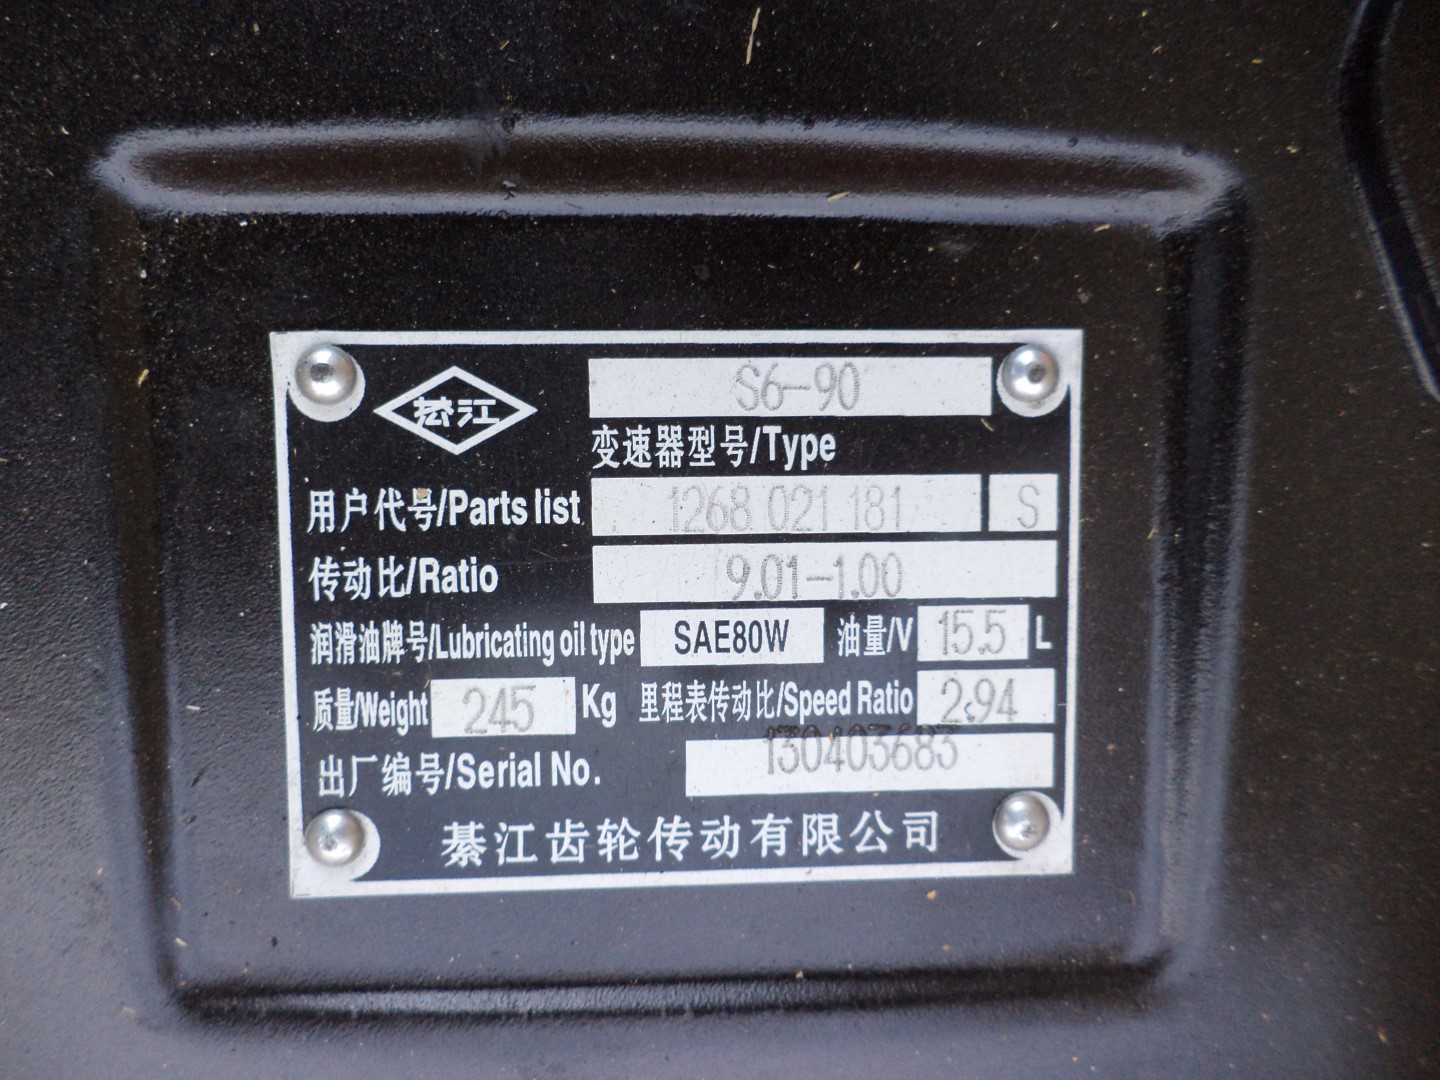 綦江
S6-90
变速器型号/Type
用户代号/Parts list 1268 021 181 S
传动比/Ratio 9.01-1.00
润滑油牌号/Lubricating oil type SAE80W 油量/V 15.5 L
质量/Weight 245 Kg 里程表传动比/Speed Ratio 2.94
出厂编号/Serial No. 130403683
綦江齿轮传动有限公司